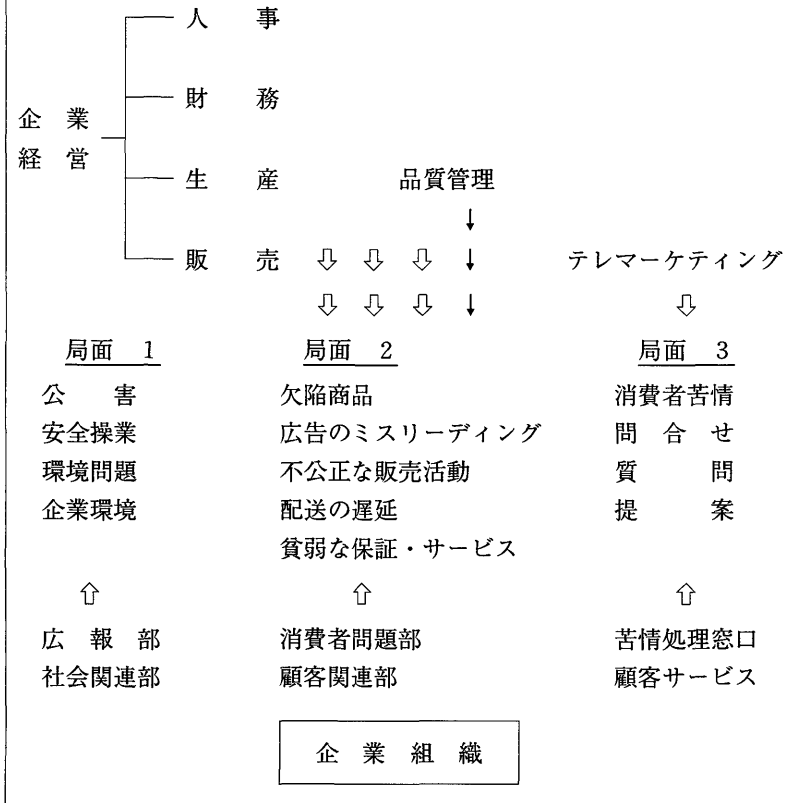 人事
財務
企業
経営
生産 品質管理
↓
販売 ⇩ ⇩ ⇩ ↓ テレマーケティング
⇩ ⇩ ⇩ ↓ ⇩
局面 1 局面 2 局面 3
公害 欠陥商品 消費者苦情
安全操業 広告のミスリーディング 問合せ
環境問題 不公正な販売活動 質問
企業環境 配送の遅延 提案
貧弱な保証・サービス
⇧ ⇧ ⇧
広報部 消費者問題部 苦情処理窓口
社会関連部 顧客関連部 顧客サービス
企業組織